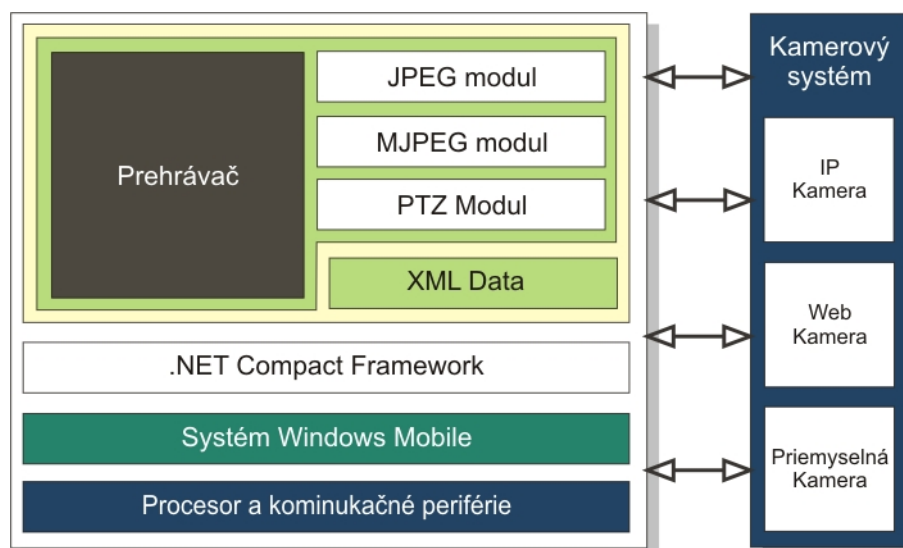 Prehrávač
JPEG modul
MJPEG modul
PTZ Modul
XML Data
.NET Compact Framework
Systém Windows Mobile
Procesor a kominukačné periférie
Kamerový
systém
IP
Kamera
Web
Kamera
Priemyselná
Kamera